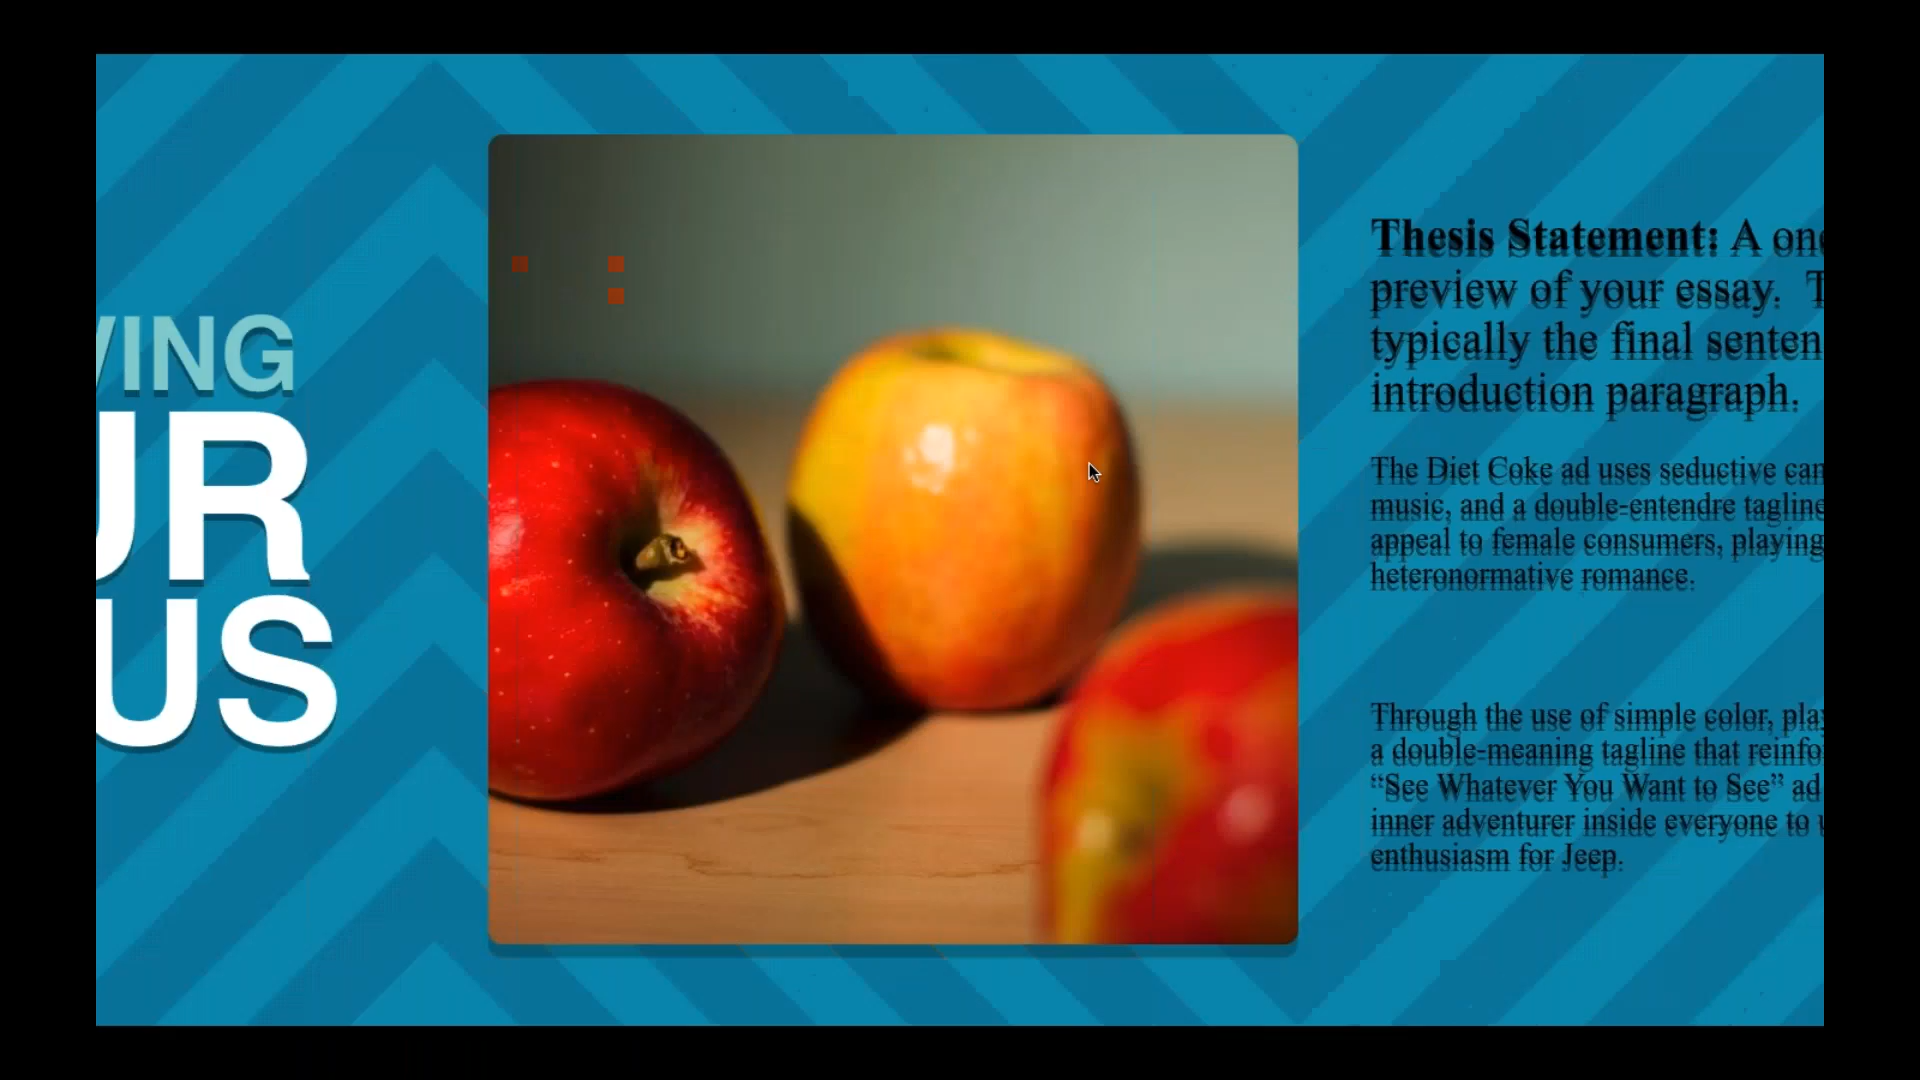 VING
UR
US
Thesis Statement: A one
preview of your essay. T
typically the final senten
introduction paragraph.
The Diet Coke ad uses seductive can
music, and a double-entendre tagline
appeal to female consumers, playing
heteronormative romance.
Through the use of simple color, play
a double-meaning tagline that reinfo
“See Whatever You Want to See” ad
inner adventurer inside everyone to u
enthusiasm for Jeep.